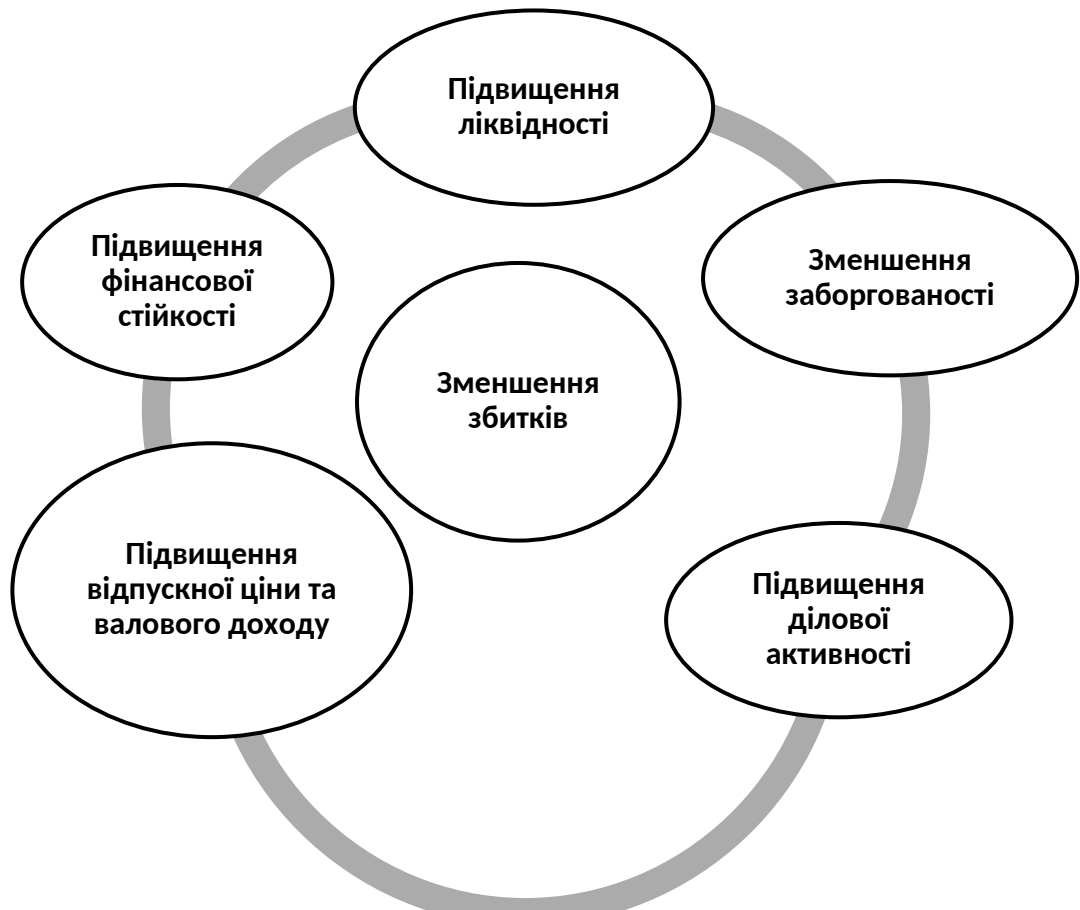 Підвищення
ліквідності
Підвищення
фінансової
стійкості
Зменшення
заборгованості
Зменшення
збитків
Підвищення
відпускної ціни та
валового доходу
Підвищення
ділової
активності